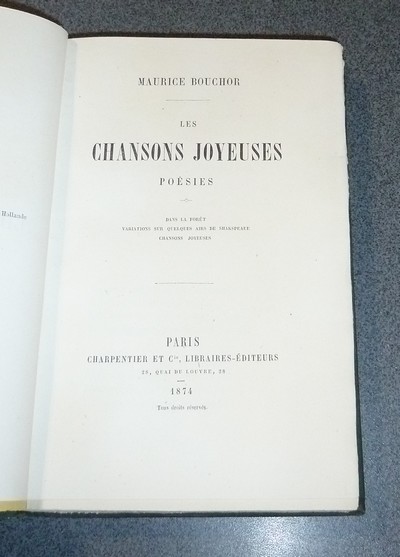 Hollande
MAURICE BOUCHOR
LES
CHANSONS JOYEUSES
POÉSIES
DANS LA FORÊT
VARIATIONS SUR QUELQUES AIRS DE SHAKSPEARE
CHANSONS JOYEUSES
PARIS
CHARPENTIER ET Cie, LIBRAIRES-ÉDITEURS
28, QUAI DU LOUVRE, 28
1874
Tous droits réservés.